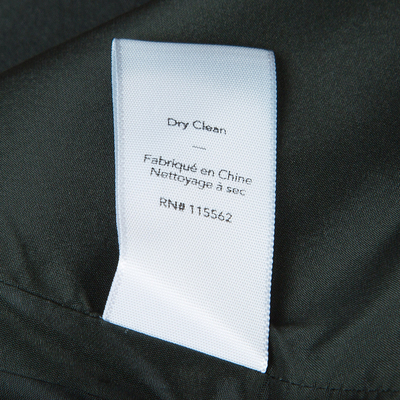 Dry Clean
—
Fabriqué en Chine
Nettoyage à sec
RN# 115562